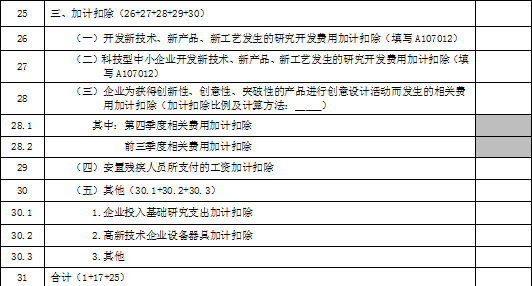 25 三、加计扣除（26+27+28+29+30）
26 （一）开发新技术、新产品、新工艺发生的研究开发费用加计扣除（填写A107012）
27 （二）科技型中小企业开发新技术、新产品、新工艺发生的研究开发费用加计扣除（填
写A107012）
28 （三）企业为获得创新性、创意性、突破性的产品进行创意设计活动而发生的相关费
用加计扣除（加计扣除比例及计算方法：_____）
28.1 其中：第四季度相关费用加计扣除
28.2 前三季度相关费用加计扣除
29 （四）安置残疾人员所支付的工资加计扣除
30 （五）其他（30.1+30.2+30.3）
30.1 1.企业投入基础研究支出加计扣除
30.2 2.高新技术企业设备器具加计扣除
30.3 3.其他
31 合计（1+17+25）